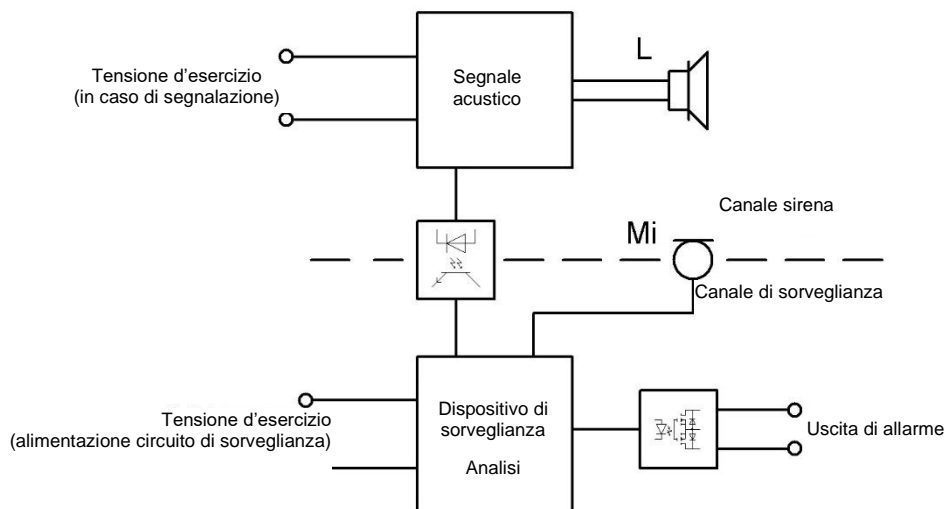 L
Tensione d'esercizio
(in caso di segnalazione)
Segnale
acustico
Canale sirena
Mi
Canale di sorveglianza
Tensione d'esercizio
(alimentazione circuito di sorveglianza)
Dispositivo di
sorveglianza
Analisi
Uscita di allarme